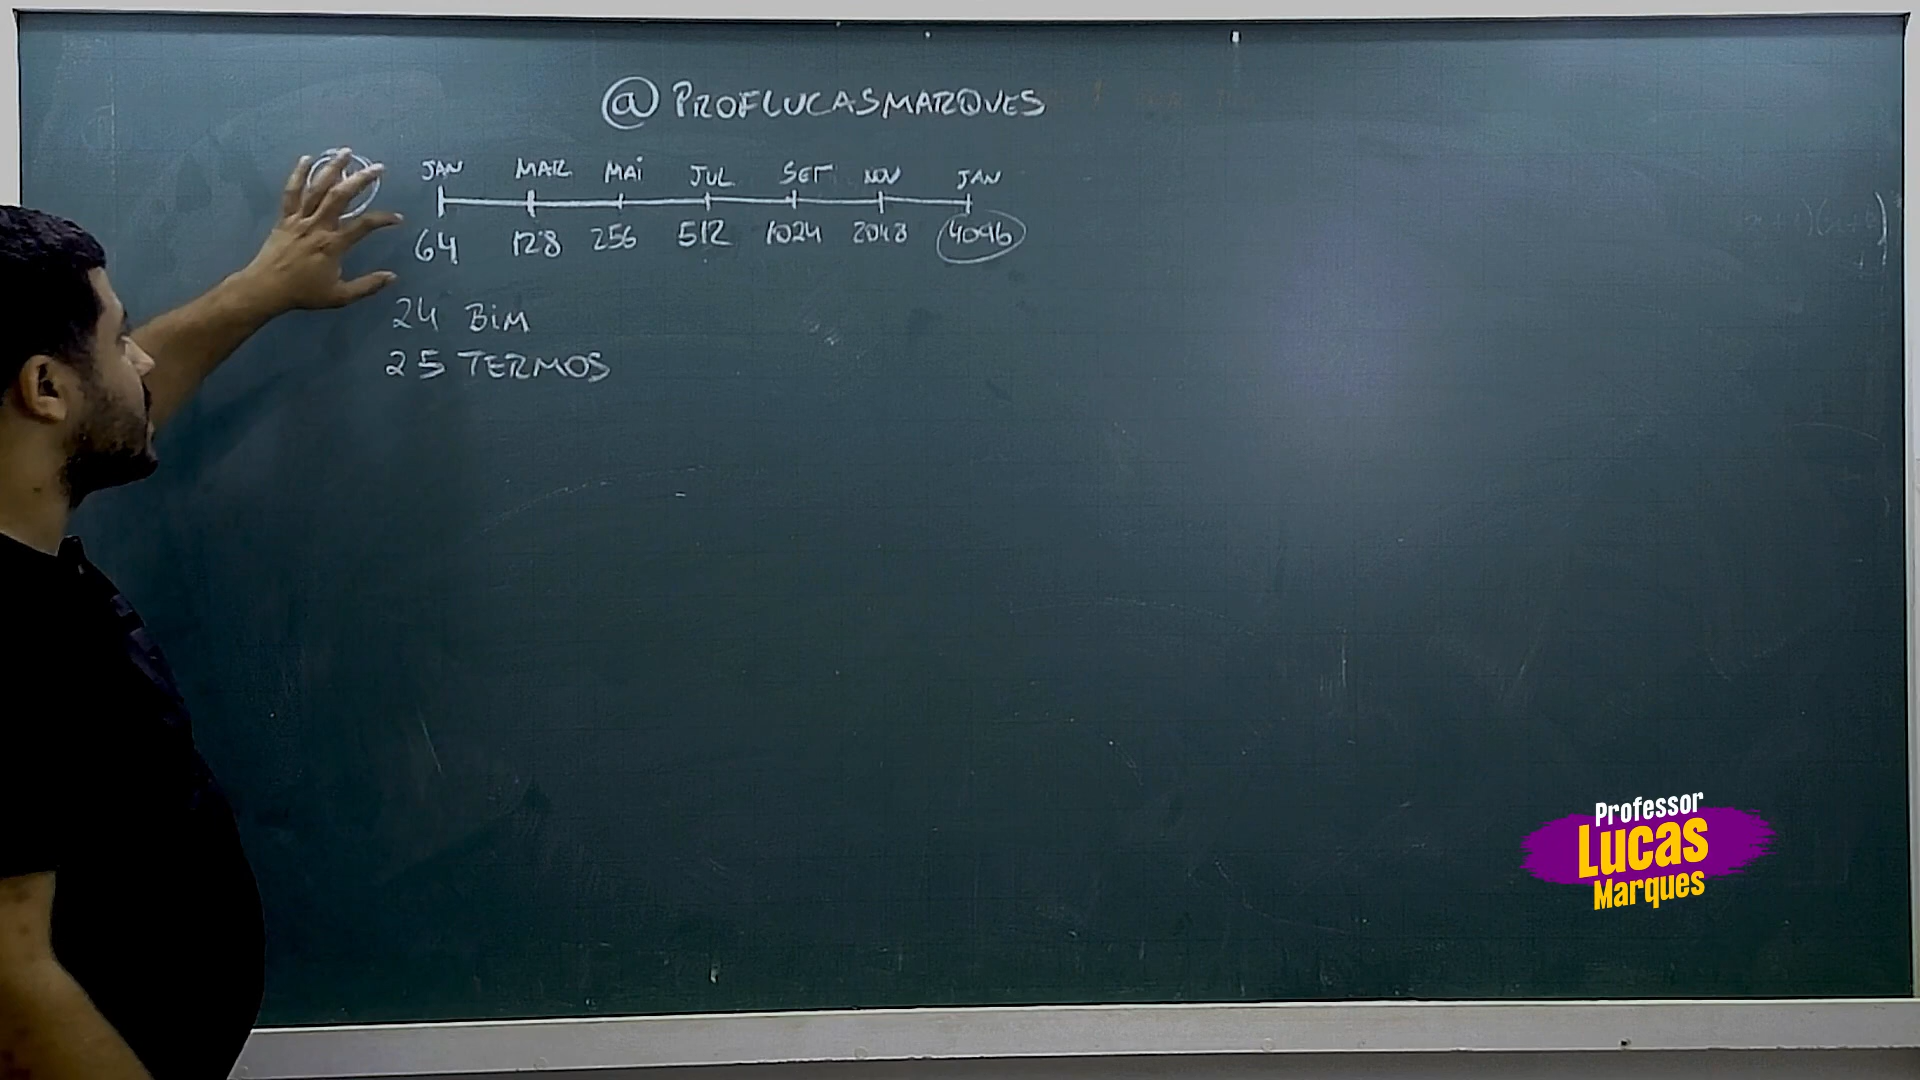 @PROFLUCASMARQUES
JAN MAR MAI JUL SET NOV JAN
64 128 256 512 1024 2048 4096
24 BIM
25 TERMOS
Professor
Lucas
Marques